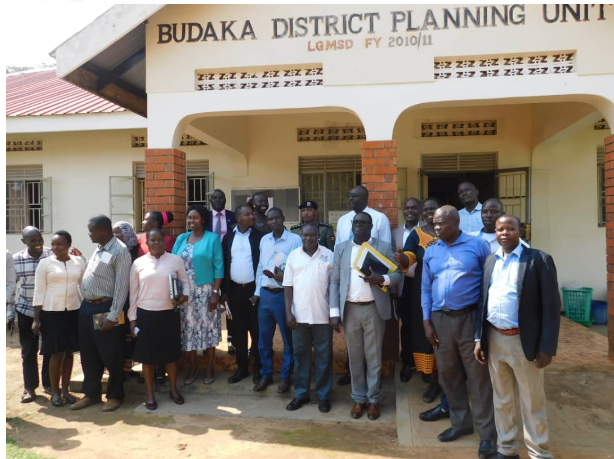 BUDAKA DISTRICT PLANNING UNIT
LGMSD FY 2010/11